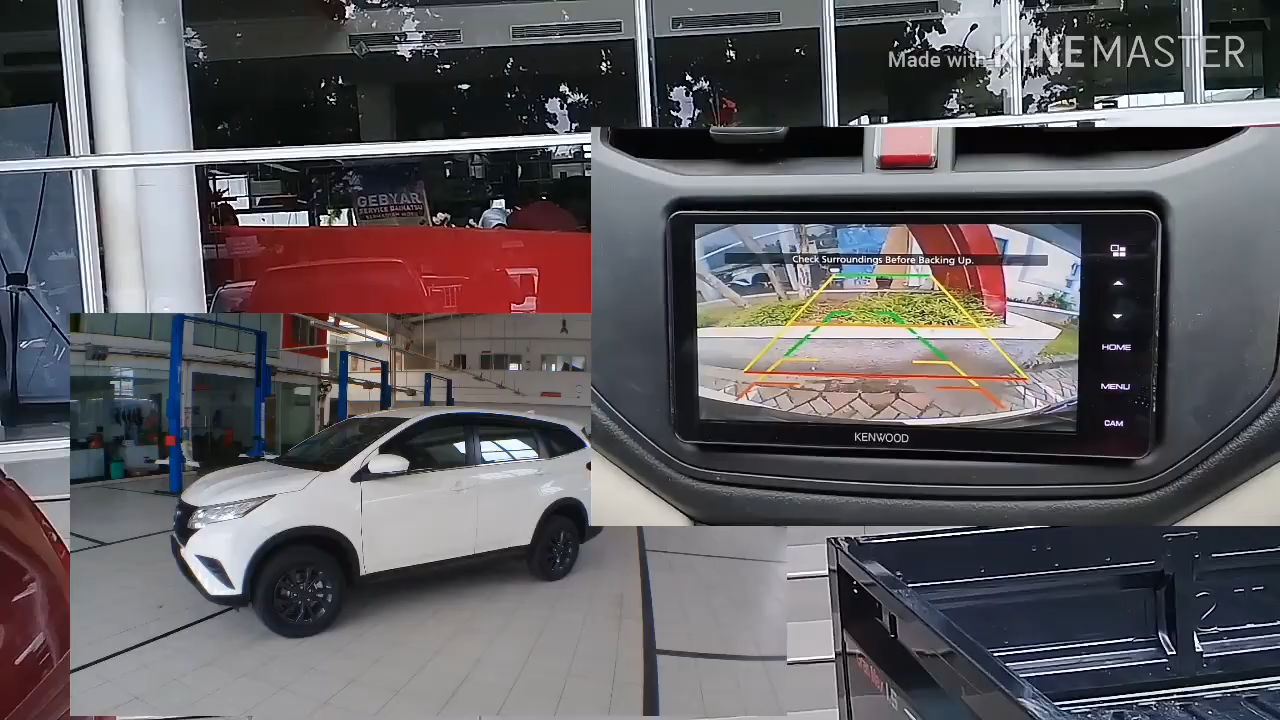 Made with KINEMASTER
GEBYAR
SERVICE DAIHATSU
Check Surroundings Before Backing Up.
HOME
MENU
CAM
KENWOOD